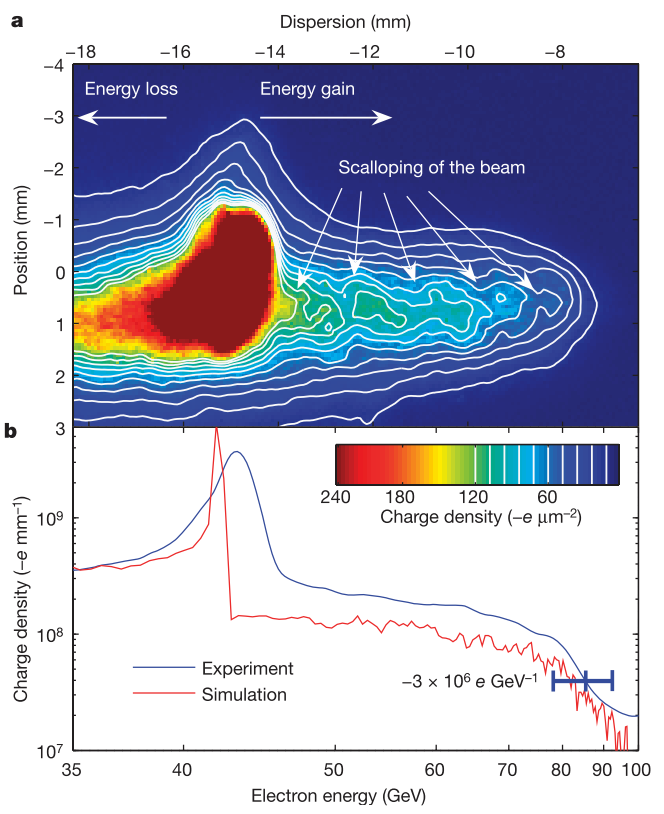 a
Dispersion (mm)
−18 −16 −14 −12 −10 −8
−4
−3
−2
−1
0
1
2
3
Position (mm)
Energy loss
Energy gain
Scalloping of the beam
b
240 180 120 60
Charge density (−e μm⁻²)
10⁹
10⁸
10⁷
Charge density (−e mm⁻¹)
Experiment
Simulation
−3 × 10⁶ e GeV⁻¹
35 40 50 60 70 80 90 100
Electron energy (GeV)